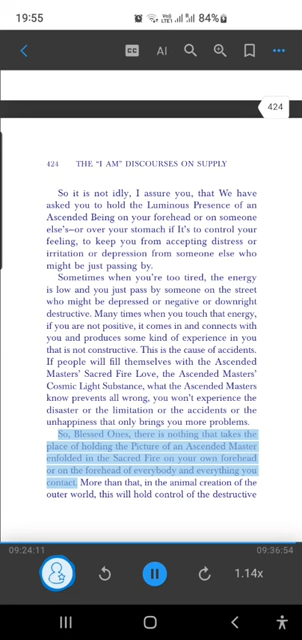 19:55
84%
CC
AI
424
424 THE "I AM" DISCOURSES ON SUPPLY
So it is not idly, I assure you, that We have
asked you to hold the Luminous Presence of an
Ascended Being on your forehead or on someone
else's–or over your stomach if It's to control your
feeling, to keep you from accepting distress or
irritation or depression from someone else who
might be just passing by.
Sometimes when you're too tired, the energy
is low and you just pass by someone on the street
who might be depressed or negative or downright
destructive. Many times when you touch that energy,
if you are not positive, it comes in and connects with
you and produces some kind of experience in you
that is not constructive. This is the cause of accidents.
If people will fill themselves with the Ascended
Masters' Sacred Fire Love, the Ascended Masters'
Cosmic Light Substance, what the Ascended Masters
know prevents all wrong, you won't experience the
disaster or the limitation or the accidents or the
unhappiness that only brings you more problems.
So, Blessed Ones, there is nothing that takes the
place of holding the Picture of an Ascended Master
enfolded in the Sacred Fire on your own forehead
or on the forehead of everybody and everything you
contact. More than that, in the animal creation of the
outer world, this will hold control of the destructive
09:24:11
09:36:54
1.14x